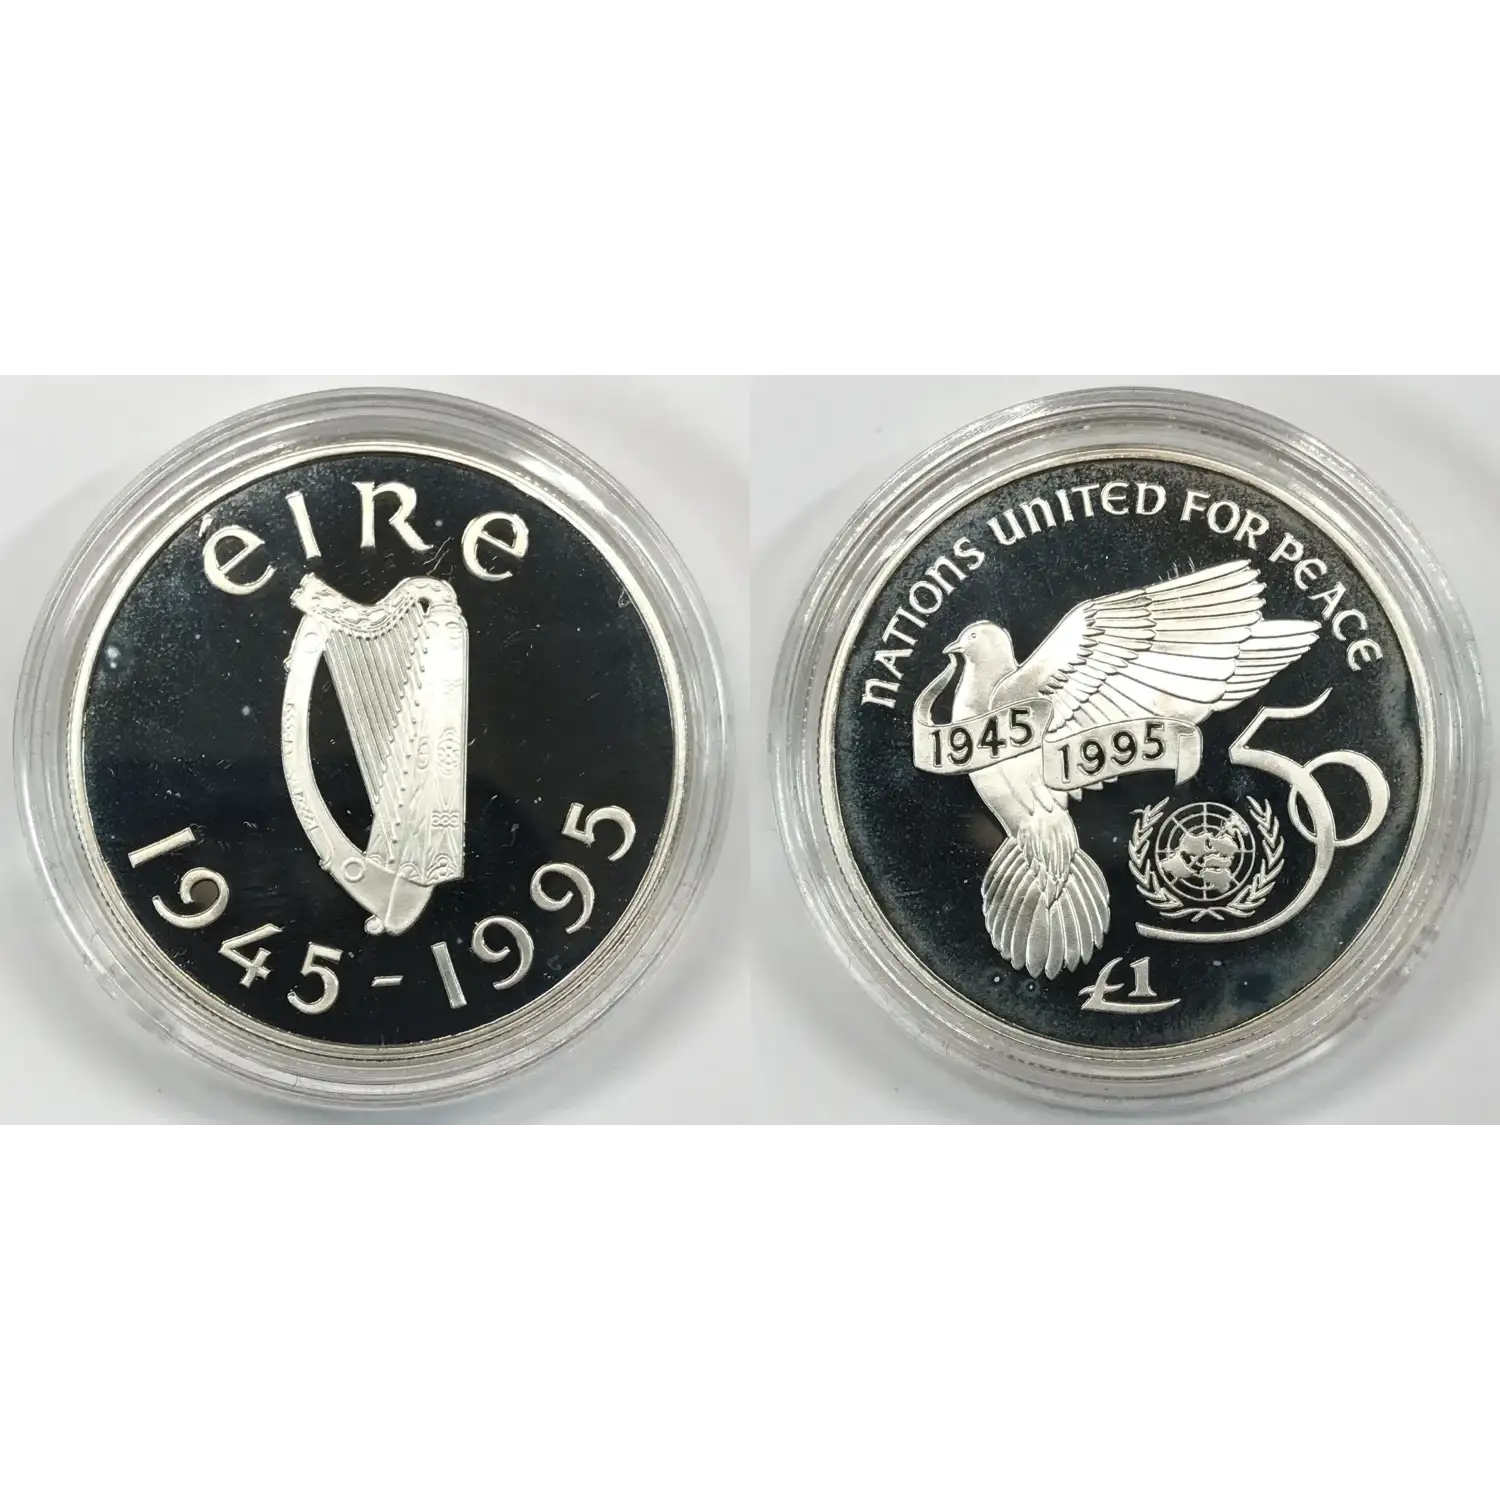 éIRe
1945-1995
NATIONS UNITED FOR PEACE
1945
1995
50
£1